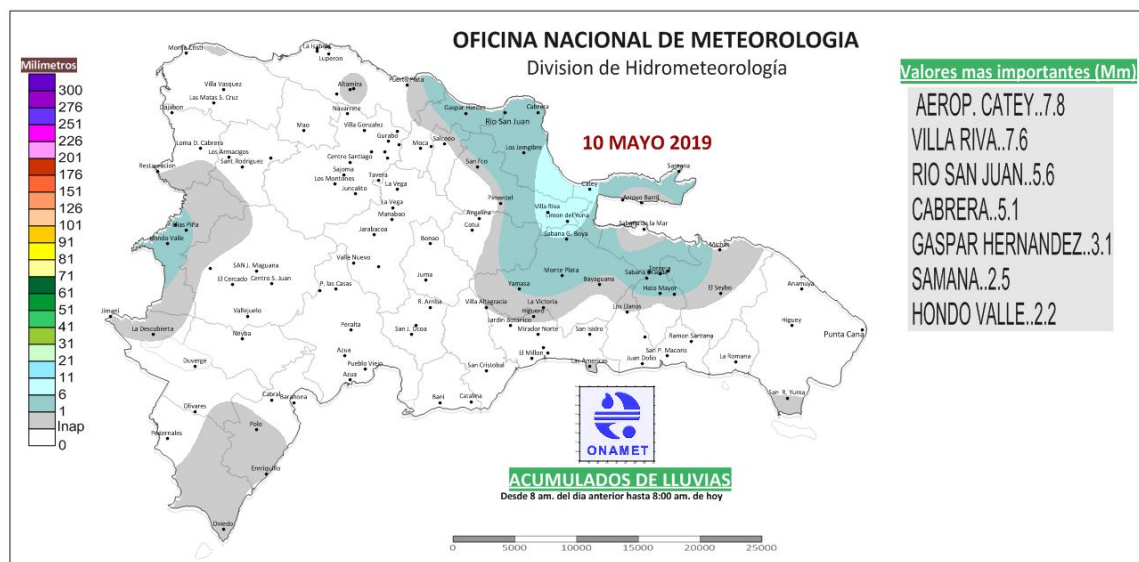 OFICINA NACIONAL DE METEOROLOGIA
Division de Hidrometeorología
10 MAYO 2019
Milimetros
300
276
251
226
201
176
151
126
101
91
81
71
61
51
41
31
21
11
6
1
Inap
0
Valores mas importantes (Mm)
AEROP. CATEY..7.8
VILLA RIVA..7.6
RIO SAN JUAN..5.6
CABRERA..5.1
GASPAR HERNANDEZ..3.1
SAMANA..2.5
HONDO VALLE..2.2
Monte Cristi
La Isabela
Luperon
Puerto Plata
Villa Vasquez
Las Matas S. Cruz
Altamira
Dajabon
Navarrete
Gaspar Herndez
Cabrera
Rio San Juan
Mao
Villa Gonzalez
Gurabo
Moca
Salcedo
Loma D. Cabrera
Los Armacigos
Sant. Rodriguez
Restauracion
Centro Santiago
Sajoma
Los Montones
Juncalito
Tavera
La Vega
San Fco
Los Jengibre
Samana
Catey
Arroyo Barril
La Vega
Manabao
Pimentel
Villa Riva
Limon del Yuna
Angelina
Cotui
Sabana de la Mar
Sabana G. Boya
Elias Piña
Hondo Valle
Jarabacoa
Bonao
Miches
SAN J. Maguana
El Cercado
Centro S. Juan
Valle Nuevo
P. las Casas
Juma
Monte Plata
Bayaguana
Yamasa
Hato Mayor
El Seybo
Anamuya
Jimani
La Descubierta
Vallejuelo
Neyba
R. Arriba
Villa Altagracia
La Victoria
Higuero
Los Llanos
Peralta
San J. Ocoa
Jardin Botanico
Mirador Norte
San Isidro
Ramon Santana
Higuey
Punta Cana
Duverge
Azua
Pueblo Viejo
Azua
El Millon
San Cristobal
Las Americas
Juan Dolio
San P. Macoris
La Romana
Olivares
Cabral
Barahona
Bani
Catalina
San R. Yuma
Pedernales
Polo
Enriquillo
Oviedo
ONAMET
ACUMULADOS DE LLUVIAS
Desde 8 am. del dia anterior hasta 8:00 am. de hoy
0 5000 10000 15000 20000 25000